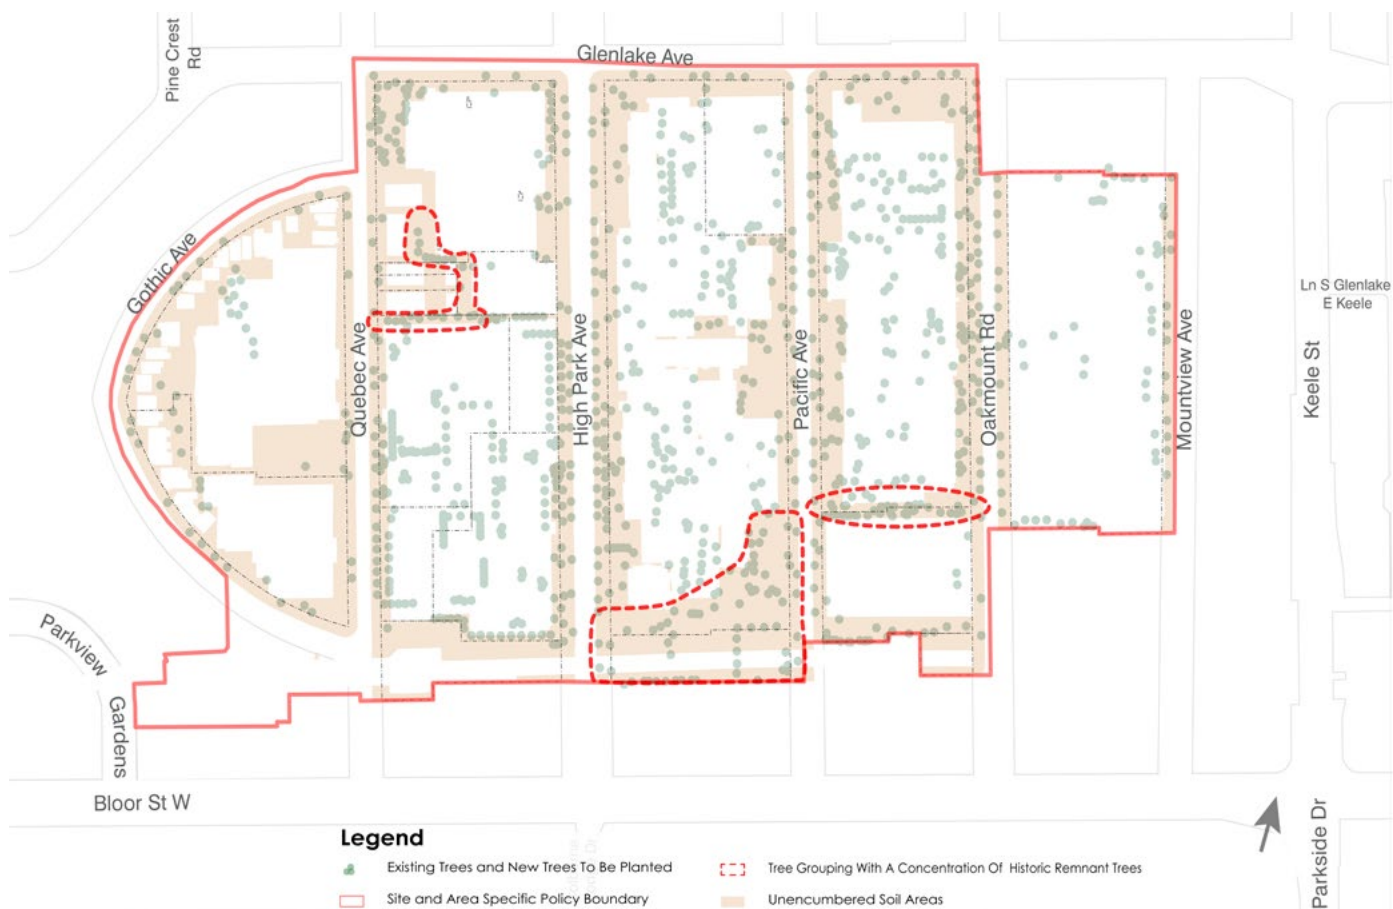 Pine Crest
Rd
Glenlake Ave
Gothic Ave
Quebec Ave
High Park Ave
Pacific Ave
Oakmount Rd
Mountview Ave
Ln S Glenlake
E Keele
Keele St
Parkview
Gardens
Bloor St W
Parkside Dr
Legend
Existing Trees and New Trees To Be Planted
Tree Grouping With A Concentration Of Historic Remnant Trees
Site and Area Specific Policy Boundary
Unencumbered Soil Areas